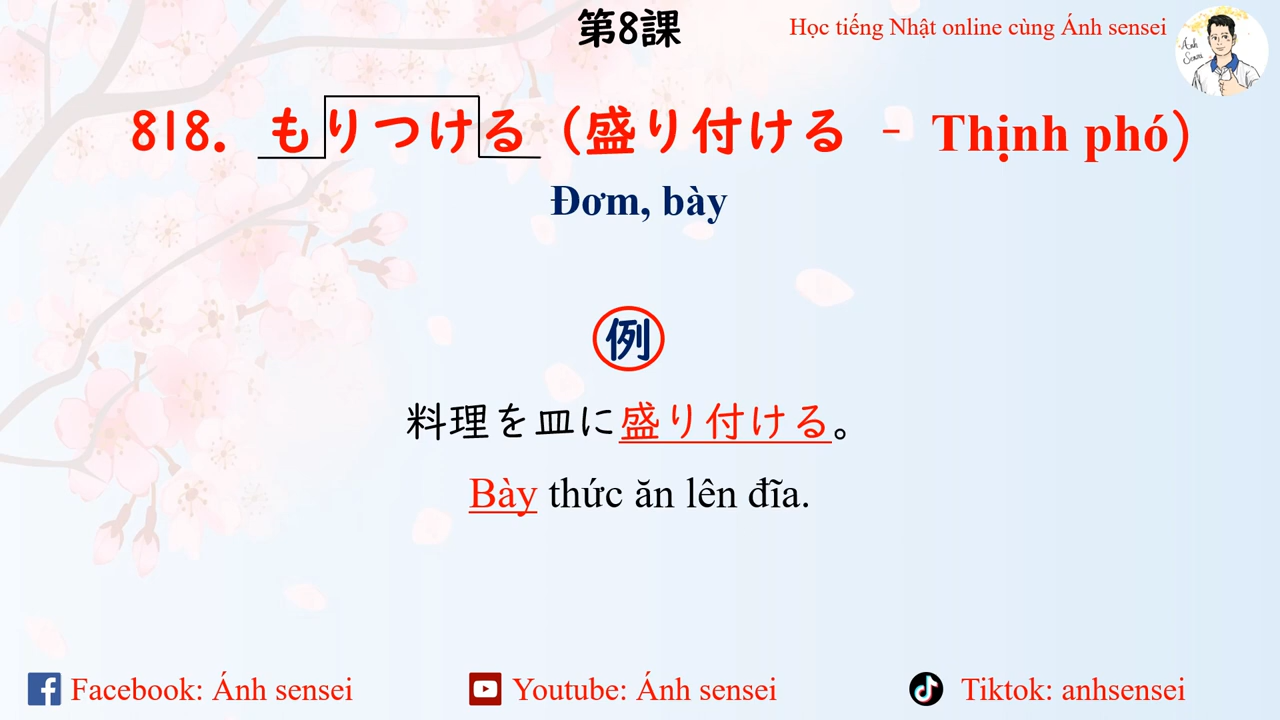 第8課
Học tiếng Nhật online cùng Ánh sensei
Ánh Sensei
818. もりつける (盛り付ける - Thịnh phó)
Đơm, bày
例
料理を皿に盛り付ける。
Bày thức ăn lên đĩa.
Facebook: Ánh sensei
Youtube: Ánh sensei
Tiktok: anhsensei